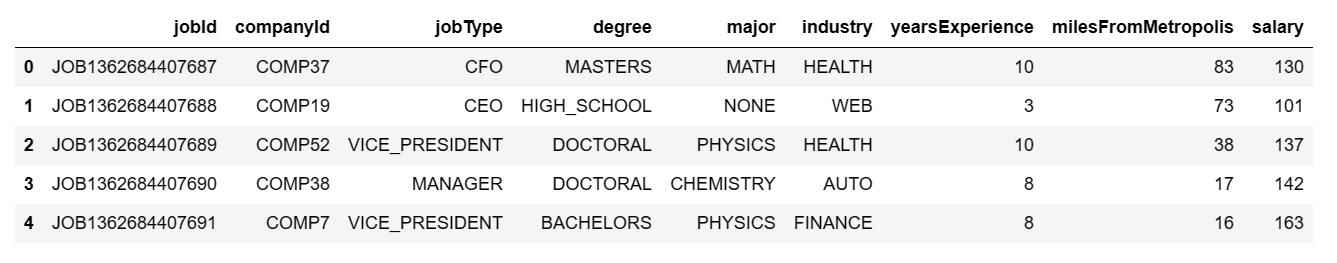 jobId companyId jobType degree major industry yearsExperience milesFromMetropolis salary
0 JOB1362684407687 COMP37 CFO MASTERS MATH HEALTH 10 83 130
1 JOB1362684407688 COMP19 CEO HIGH_SCHOOL NONE WEB 3 73 101
2 JOB1362684407689 COMP52 VICE_PRESIDENT DOCTORAL PHYSICS HEALTH 10 38 137
3 JOB1362684407690 COMP38 MANAGER DOCTORAL CHEMISTRY AUTO 8 17 142
4 JOB1362684407691 COMP7 VICE_PRESIDENT BACHELORS PHYSICS FINANCE 8 16 163